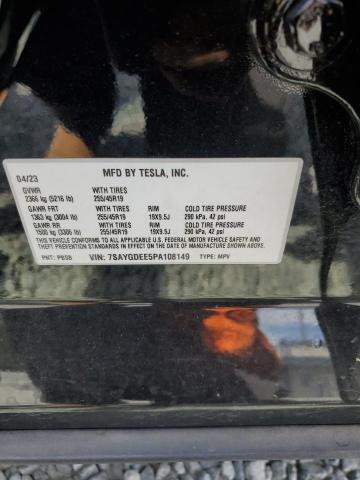 04/23 MFD BY TESLA, INC.
GVWR WITH TIRES
2366 kg (5216 lb) 255/45R19
GAWR FRT WITH TIRES RIM COLD TIRE PRESSURE
1363 kg (3004 lb) 255/45R19 19X9.5J 290 kPa, 42 psi
GAWR RR WITH TIRES RIM COLD TIRE PRESSURE
1500 kg (3306 lb) 255/45R19 19X9.5J 290 kPa, 42 psi
THIS VEHICLE CONFORMS TO ALL APPLICABLE U.S. FEDERAL MOTOR VEHICLE SAFETY AND
THEFT PREVENTION STANDARDS IN EFFECT ON THE DATE OF MANUFACTURE SHOWN ABOVE.
PNT: PBSB VIN: 7SAYGDEE5PA108149 TYPE: MPV